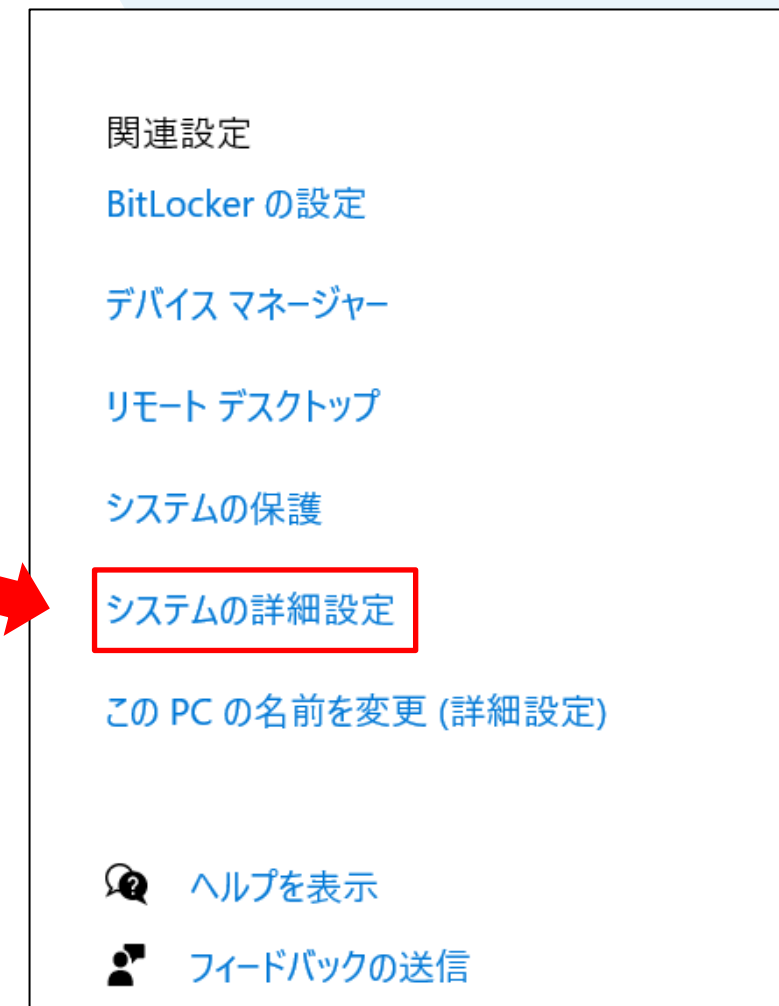 関連設定
BitLocker の設定
デバイス マネージャー
リモート デスクトップ
システムの保護
システムの詳細設定
この PC の名前を変更 (詳細設定)
ヘルプを表示
フィードバックの送信